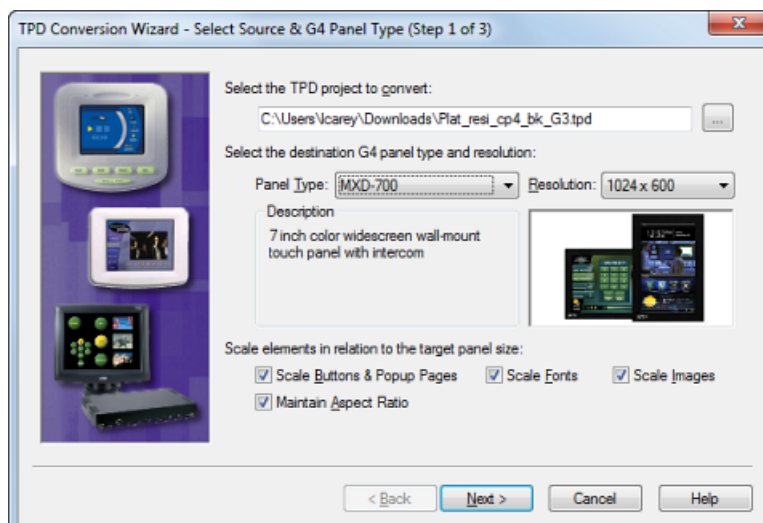 TPD Conversion Wizard - Select Source & G4 Panel Type (Step 1 of 3)
Select the TPD project to convert:
C:\Users\lcarey\Downloads\Plat_resi_cp4_bk_G3.tpd
...
Select the destination G4 panel type and resolution:
Panel Type: MXD-700 Resolution: 1024 x 600
Description
7 inch color widescreen wall-mount
touch panel with intercom
Scale elements in relation to the target panel size:
Scale Buttons & Popup Pages Scale Fonts Scale Images
Maintain Aspect Ratio
< Back Next > Cancel Help